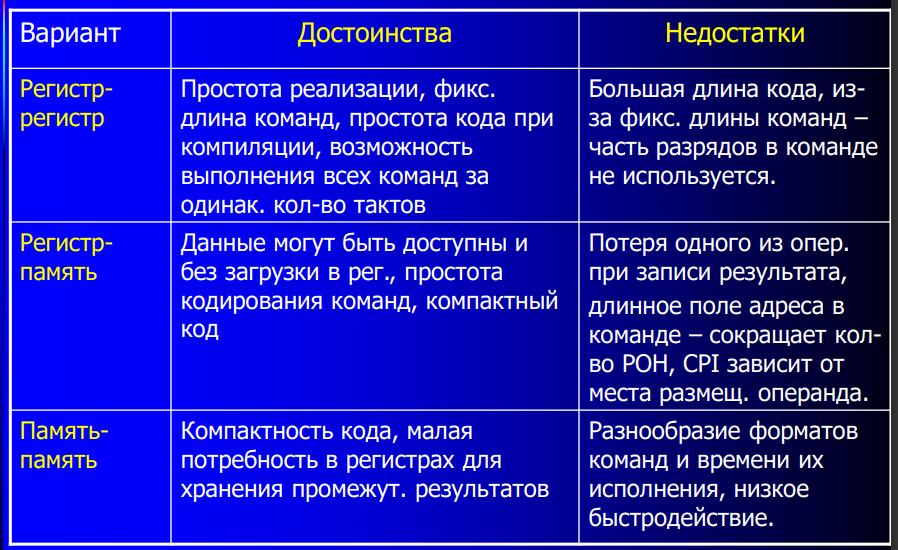 Вариант
Достоинства
Недостатки
Регистр-
регистр
Простота реализации, фикс.
длина команд, простота кода при
компиляции, возможность
выполнения всех команд за
одинак. кол-во тактов
Большая длина кода, из-
за фикс. длины команд –
часть разрядов в команде
не используется.
Регистр-
память
Данные могут быть доступны и
без загрузки в рег., простота
кодирования команд, компактный
код
Потеря одного из опер.
при записи результата,
длинное поле адреса в
команде – сокращает кол-
во РОН, CPI зависит от
места размещ. операнда.
Память-
память
Компактность кода, малая
потребность в регистрах для
хранения промежут. результатов
Разнообразие форматов
команд и времени их
исполнения, низкое
быстродействие.